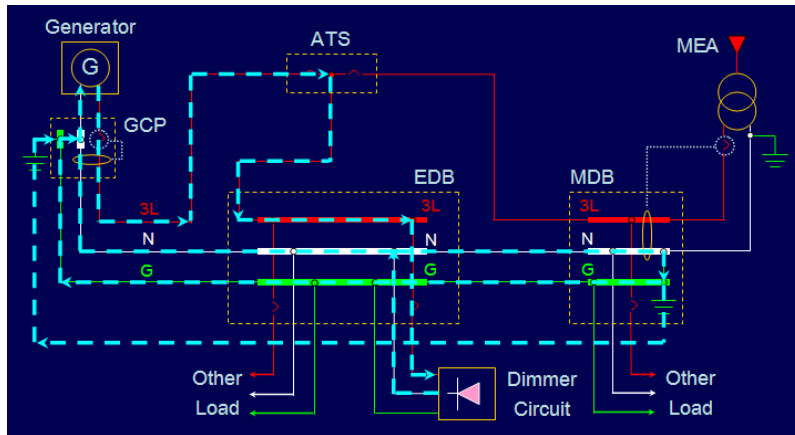 Generator
ATS
MEA
G
GCP
EDB
MDB
3L
3L
3L
N
N
N
G
G
G
Other
Load
Dimmer
Circuit
Other
Load